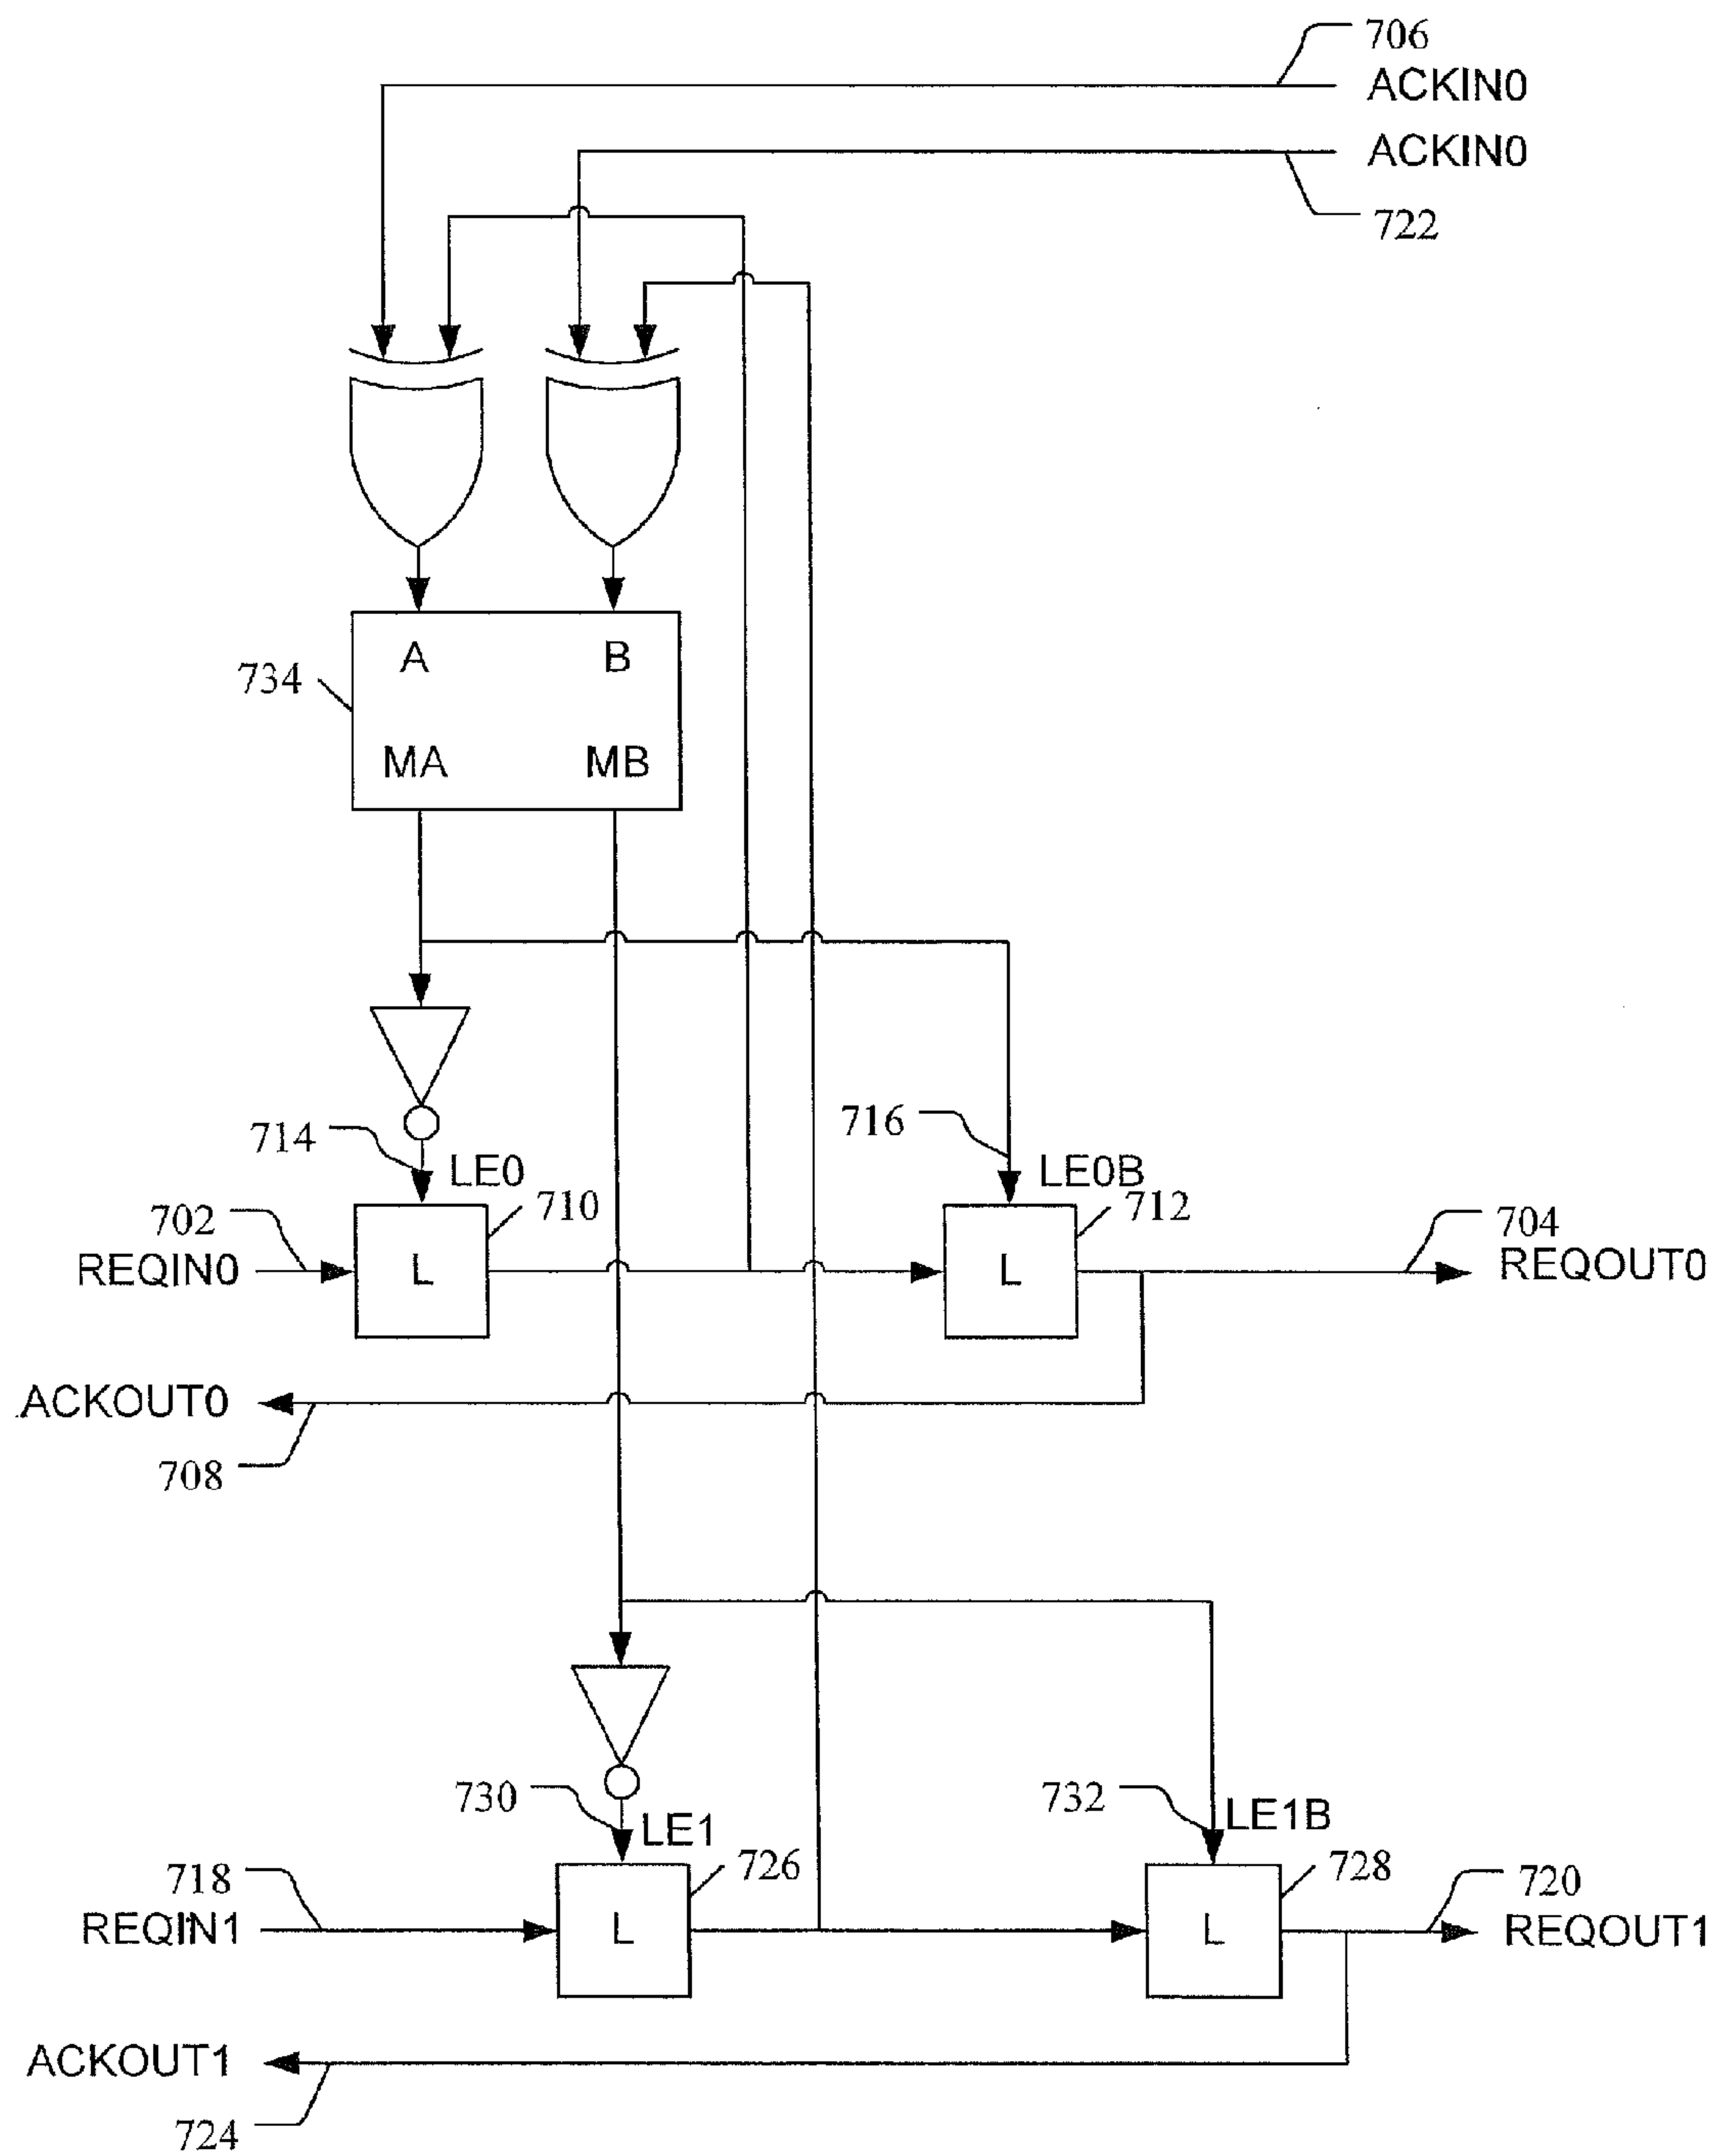 706
ACKIN0
ACKIN0
722
A B
734
MA MB
714
LE0
716
LE0B
702
710
712
704
REQIN0
L
L
REQOUT0
ACKOUT0
708
730
LE1
732
LE1B
718
726
728
720
REQIN1
L
L
REQOUT1
ACKOUT1
724